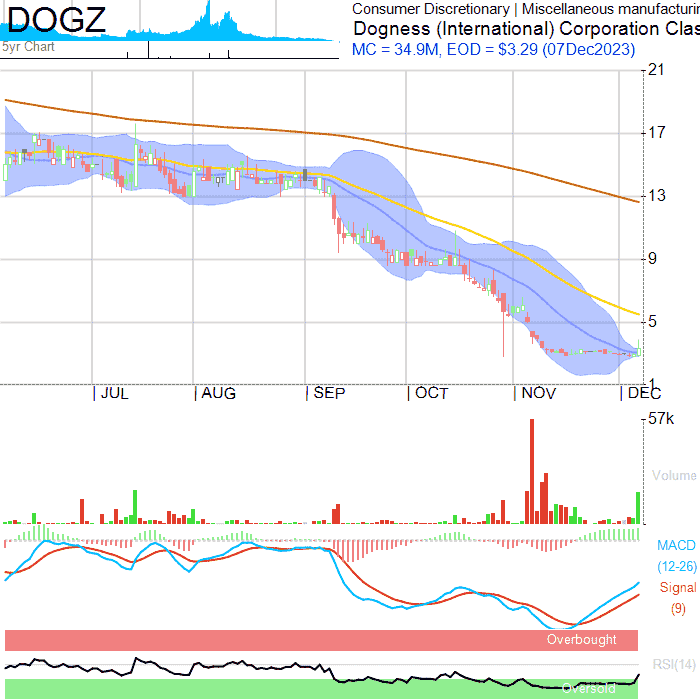 DOGZ
5yr Chart
Consumer Discretionary | Miscellaneous manufacturin
Dogness (International) Corporation Clas
MC = 34.9M, EOD = $3.29 (07Dec2023)
21
17
13
9
5
1
JUL AUG SEP OCT NOV DEC
57k
Volume
MACD
(12-26)
Signal
(9)
Overbought
RSI(14)
Oversold